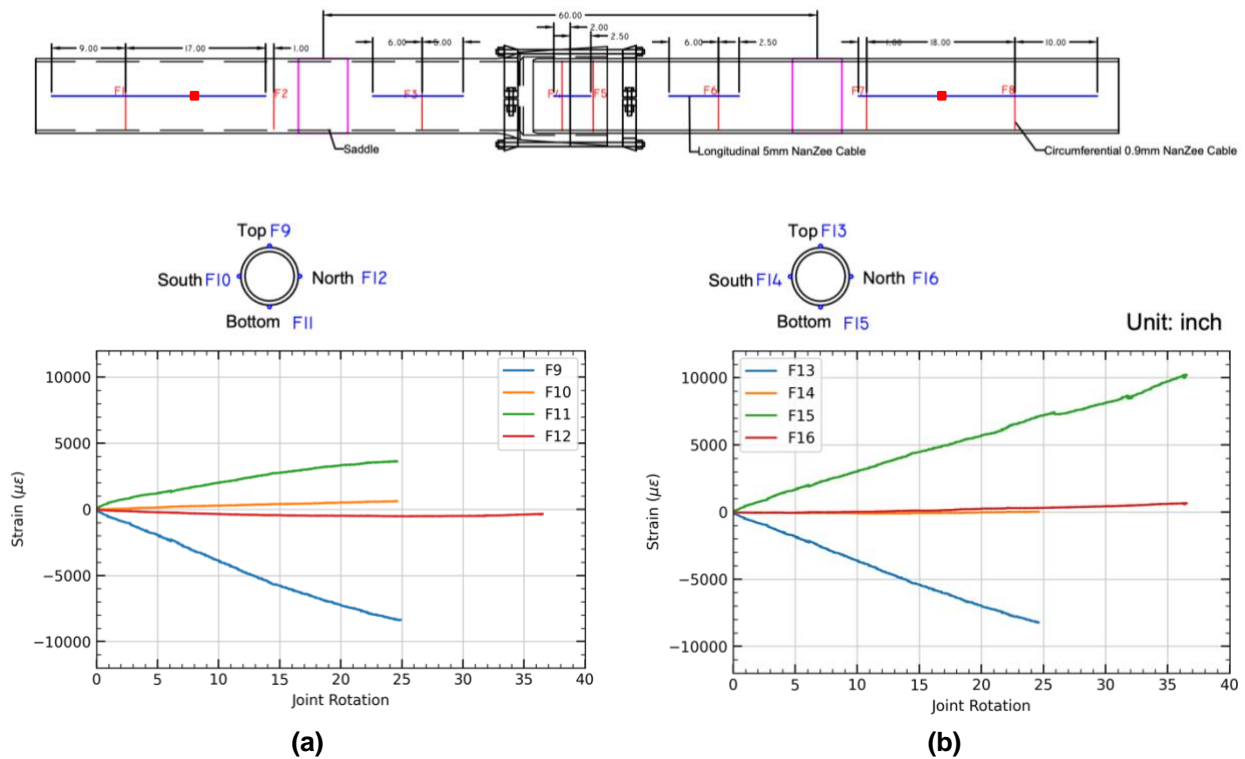 60.00
2.00
9.00 17.00 1.00 6.00 5.00 2.50 6.00 2.50 1.00 18.00 10.00
F1 F2 F3 F4 F5 F6 F7 F8
Saddle
Longitudinal 5mm NanZee Cable
Circumferential 0.9mm NanZee Cable
Top F9
South F10 North F12
Bottom F11
Top F13
South F14 North F16
Bottom F15
Unit: inch
F9
F10
F11
F12
10000
5000
0
−5000
−10000
Strain (με)
0 5 10 15 20 25 30 35 40
Joint Rotation
(a)
F13
F14
F15
F16
10000
5000
0
−5000
−10000
Strain (με)
0 5 10 15 20 25 30 35 40
Joint Rotation
(b)